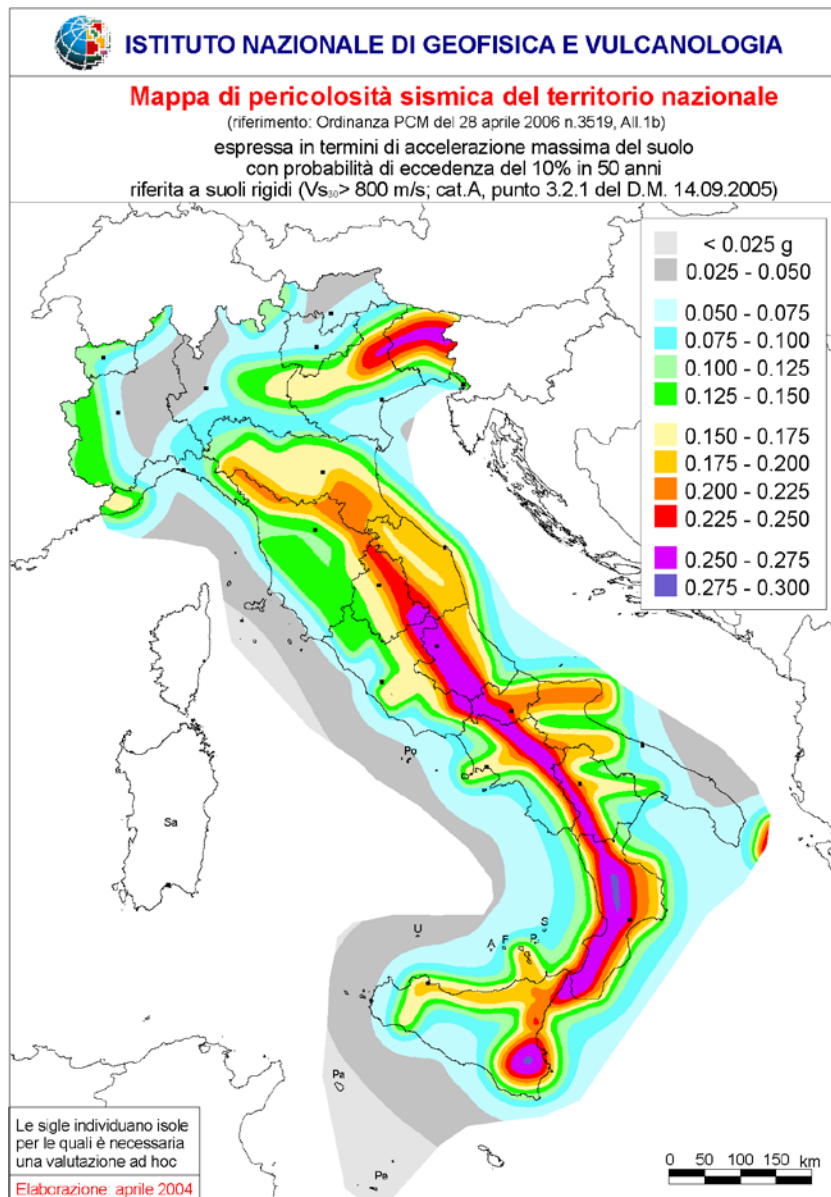 ISTITUTO NAZIONALE DI GEOFISICA E VULCANOLOGIA
Mappa di pericolosità sismica del territorio nazionale
(riferimento: Ordinanza PCM del 28 aprile 2006 n.3519, All.1b)
espressa in termini di accelerazione massima del suolo
con probabilità di eccedenza del 10% in 50 anni
riferita a suoli rigidi (Vs₃₀> 800 m/s; cat.A, punto 3.2.1 del D.M. 14.09.2005)
< 0.025 g
0.025 - 0.050
0.050 - 0.075
0.075 - 0.100
0.100 - 0.125
0.125 - 0.150
0.150 - 0.175
0.175 - 0.200
0.200 - 0.225
0.225 - 0.250
0.250 - 0.275
0.275 - 0.300
Po
Sa
U
A
F
P
S
Pa
Pe
Le sigle individuano isole
per le quali è necessaria
una valutazione ad hoc
Elaborazione: aprile 2004
0 50 100 150 km